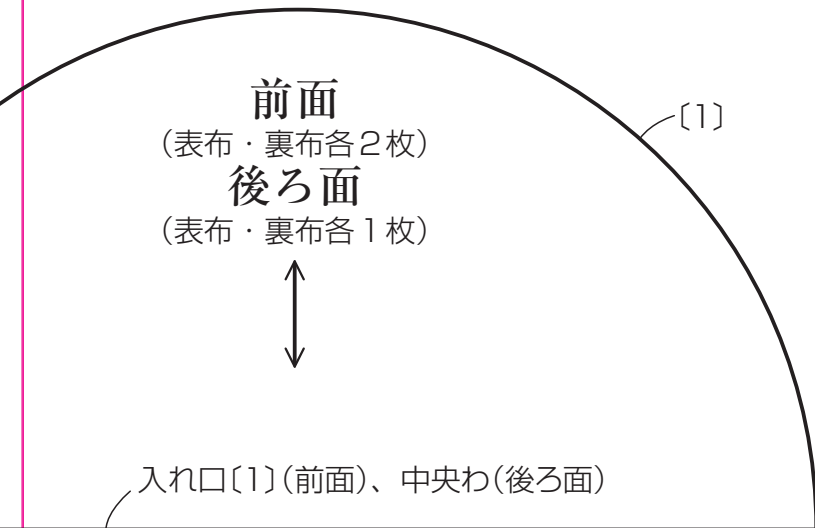 前面
(表布・裏布各2枚)
〔1〕
後ろ面
(表布・裏布各1枚)
入れ口〔1〕(前面)、中央わ(後ろ面)